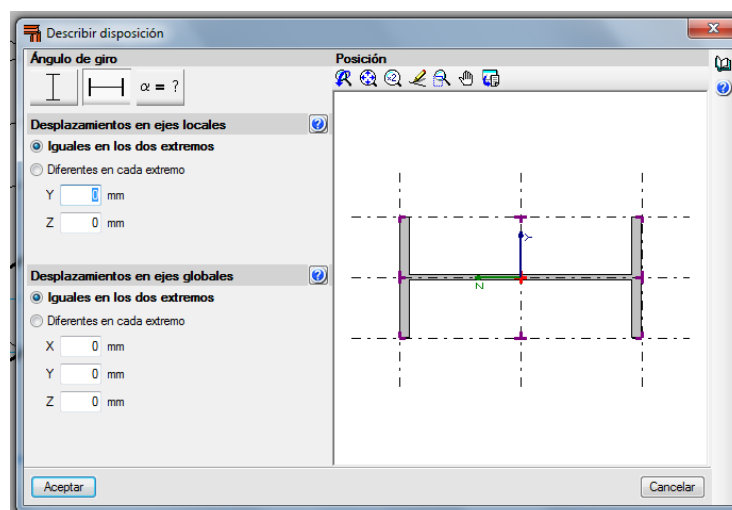 Describir disposición
Ángulo de giro
α = ?
Desplazamientos en ejes locales
Iguales en los dos extremos
Diferentes en cada extremo
Y 0 mm
Z 0 mm
Desplazamientos en ejes globales
Iguales en los dos extremos
Diferentes en cada extremo
X 0 mm
Y 0 mm
Z 0 mm
Posición
x2
Y
Z
Aceptar
Cancelar